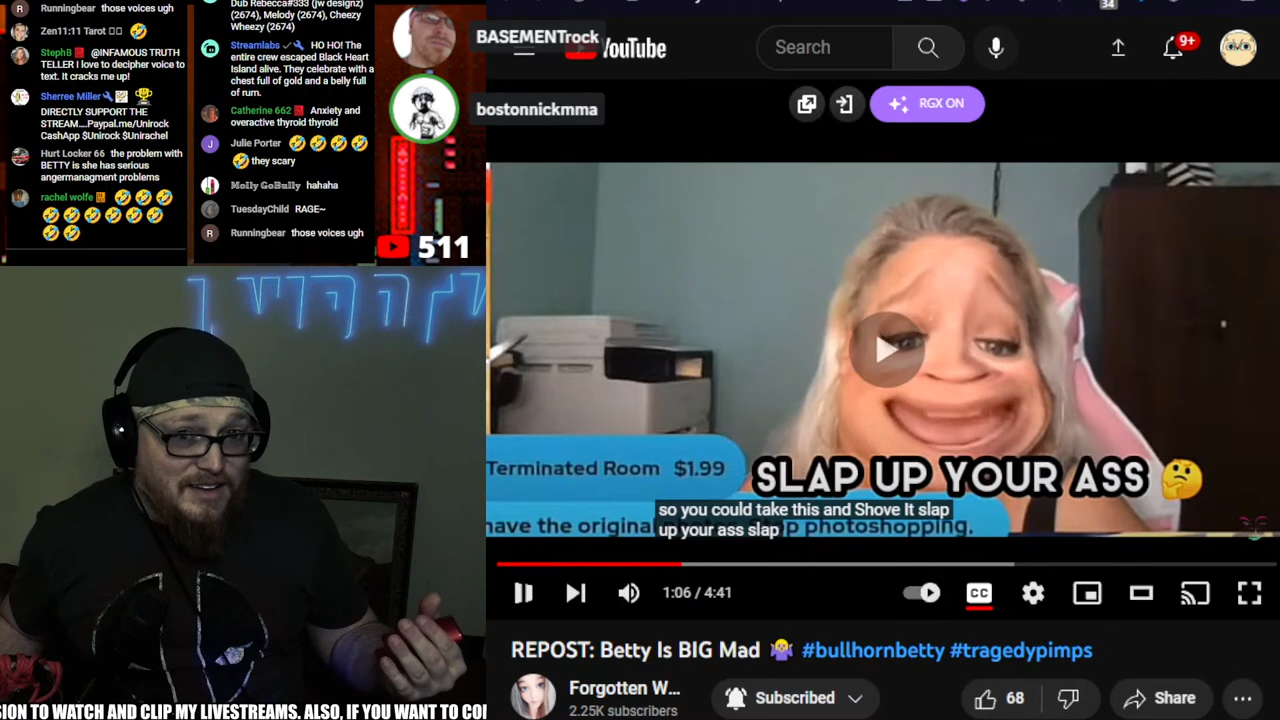 Runningbear those voices ugh
Zen11:11 Tarot
StephB @INFAMOUS TRUTH
TELLER I love to decipher voice to
text. It cracks me up!
Sherree Miller
DIRECTLY SUPPORT THE
STREAM....Paypal.me/Unirock
CashApp $Unirock $Unirachel
Hurt Locker 66 the problem with
BETTY is she has serious
angermanagment problems
rachel wolfe
Dub Rebecca#333 (jw designz)
(2674), Melody (2674), Cheezy
Wheezy (2674)
Streamlabs HO HO! The
entire crew escaped Black Heart
Island alive. They celebrate with a
chest full of gold and a belly full
of rum.
Catherine 662 Anxiety and
overactive thyroid thyroid
Julie Porter
they scary
Molly GoBully hahaha
TuesdayChild RAGE~
Runningbear those voices ugh
BASEMENTrock
bostonnickmma
511
34
YouTube
Search
9+
RGX ON
Terminated Room $1.99
SLAP UP YOUR ASS 🤔
so you could take this and Shove It slap
up your ass slap
have the original
photoshopping.
1:06 / 4:41
CC
REPOST: Betty Is BIG Mad 🤷‍♀️ #bullhornbetty #tragedypimps
Forgotten W...
2.25K subscribers
Subscribed
68
Share
SION TO WATCH AND CLIP MY LIVESTREAMS. ALSO, IF YOU WANT TO CO